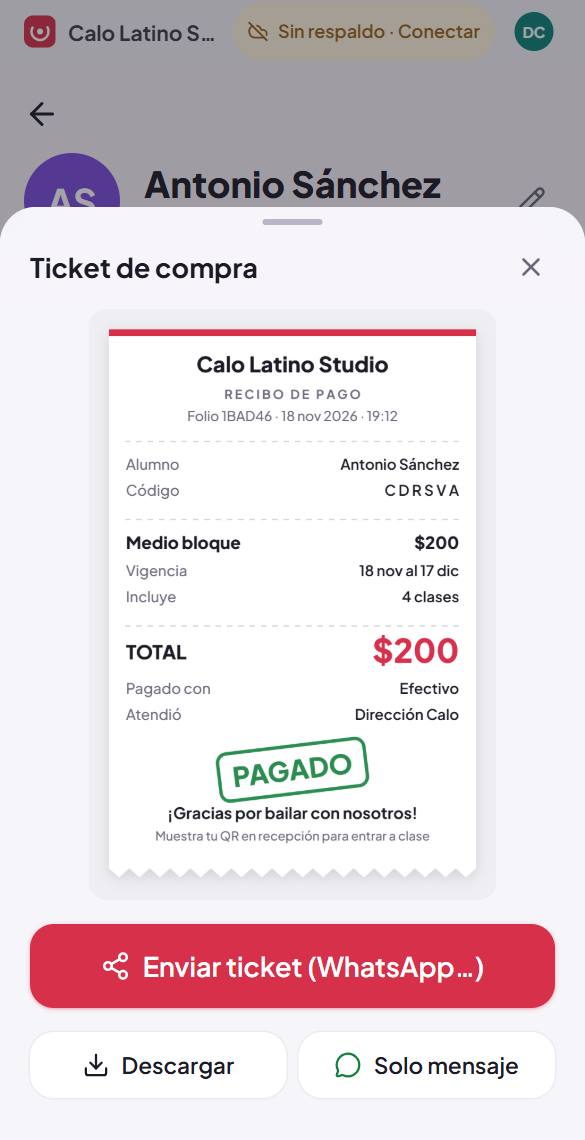 Calo Latino S...
Sin respaldo · Conectar
DC
AS
Antonio Sánchez
Ticket de compra
Calo Latino Studio
RECIBO DE PAGO
Folio 1BAD46 · 18 nov 2026 · 19:12
Alumno Antonio Sánchez
Código CDRSVA
Medio bloque $200
Vigencia 18 nov al 17 dic
Incluye 4 clases
TOTAL $200
Pagado con Efectivo
Atendió Dirección Calo
PAGADO
¡Gracias por bailar con nosotros!
Muestra tu QR en recepción para entrar a clase
Enviar ticket (WhatsApp...)
Descargar
Solo mensaje